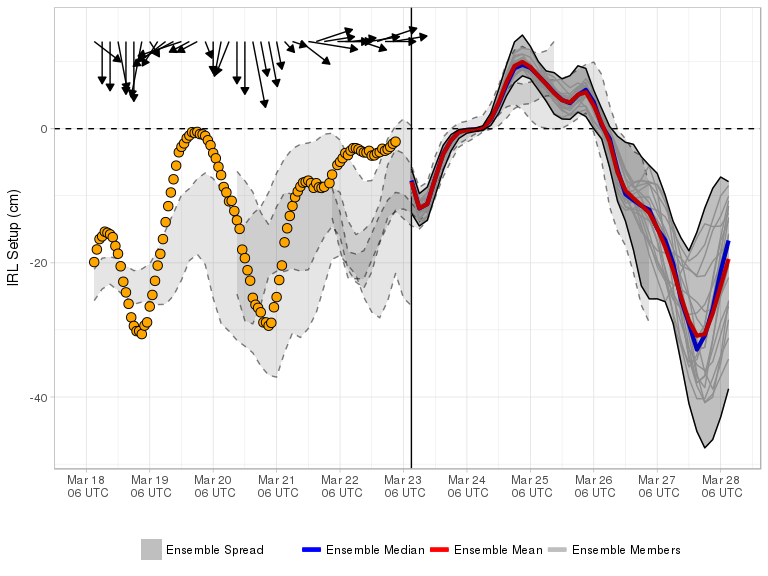 IRL Setup (cm)
0
-20
-40
Mar 18 Mar 19 Mar 20 Mar 21 Mar 22 Mar 23 Mar 24 Mar 25 Mar 26 Mar 27 Mar 28
06 UTC 06 UTC 06 UTC 06 UTC 06 UTC 06 UTC 06 UTC 06 UTC 06 UTC 06 UTC 06 UTC
Ensemble Spread Ensemble Median Ensemble Mean Ensemble Members